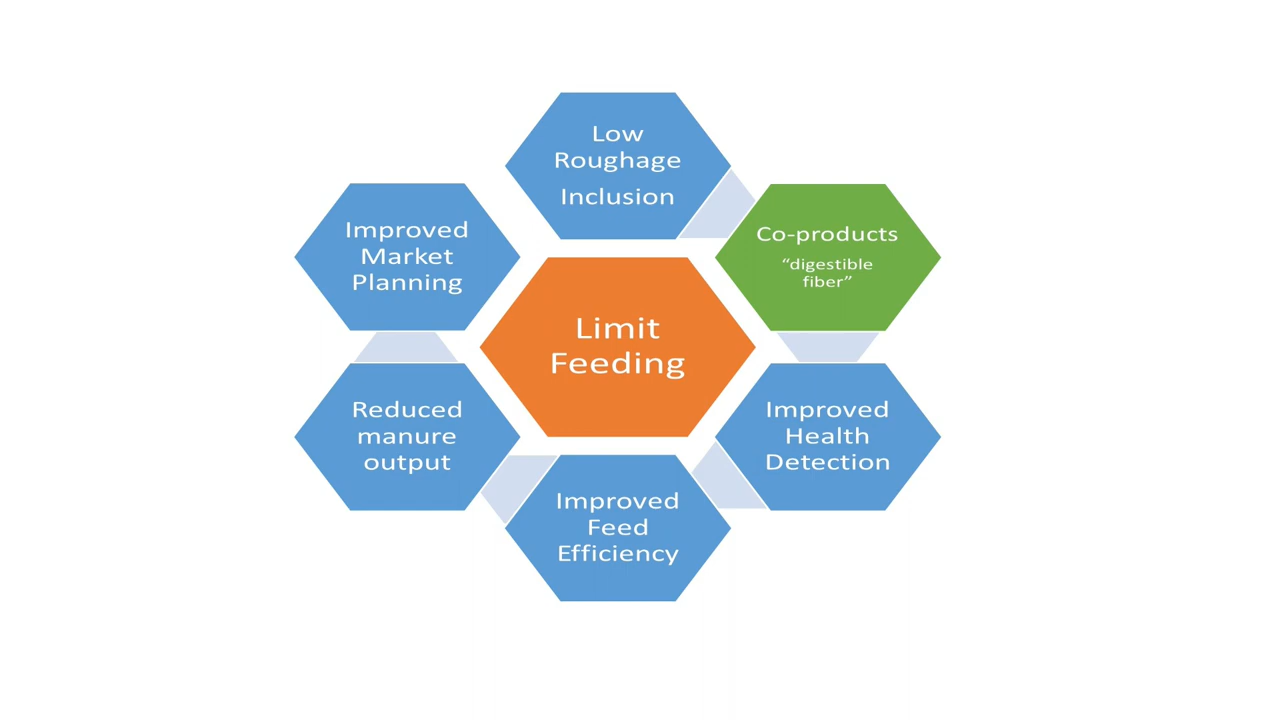 Low
Roughage
Inclusion
Co-products
“digestible
fiber”
Improved
Health
Detection
Improved
Feed
Efficiency
Reduced
manure
output
Improved
Market
Planning
Limit
Feeding